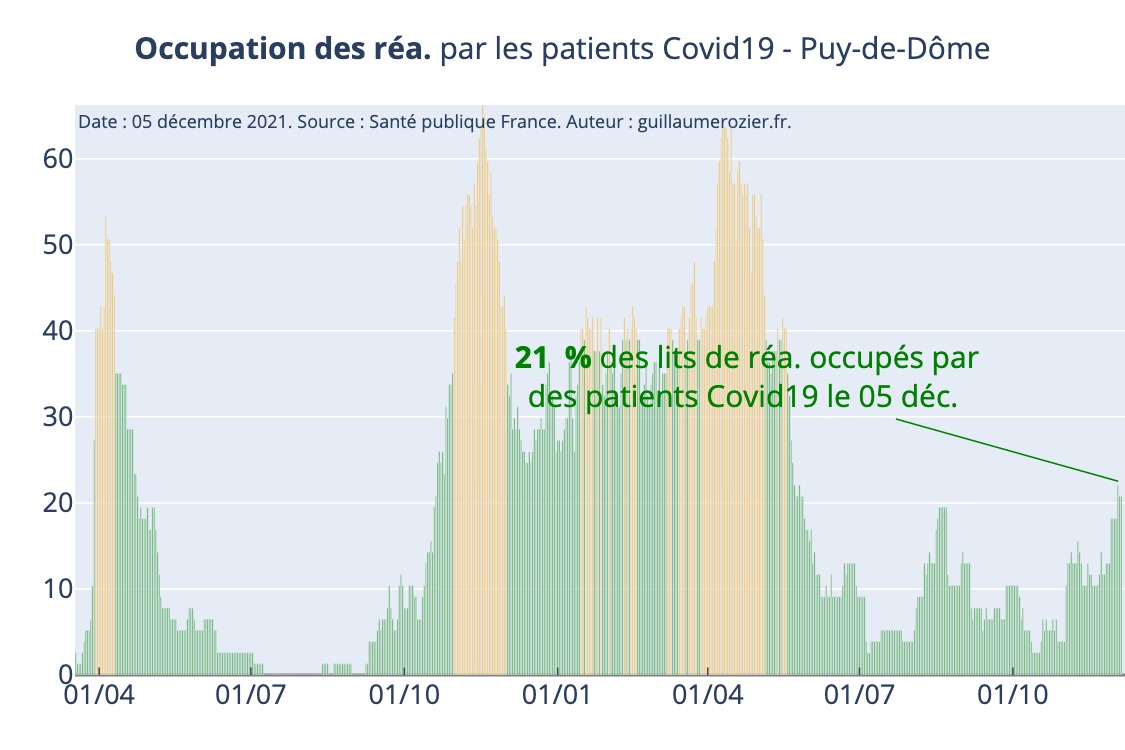 Occupation des réa. par les patients Covid19 - Puy-de-Dôme
Date : 05 décembre 2021. Source : Santé publique France. Auteur : guillaumerozier.fr.
60
50
40
21 % des lits de réa. occupés par
des patients Covid19 le 05 déc.
30
20
10
0
01/04 01/07 01/10 01/01 01/04 01/07 01/10